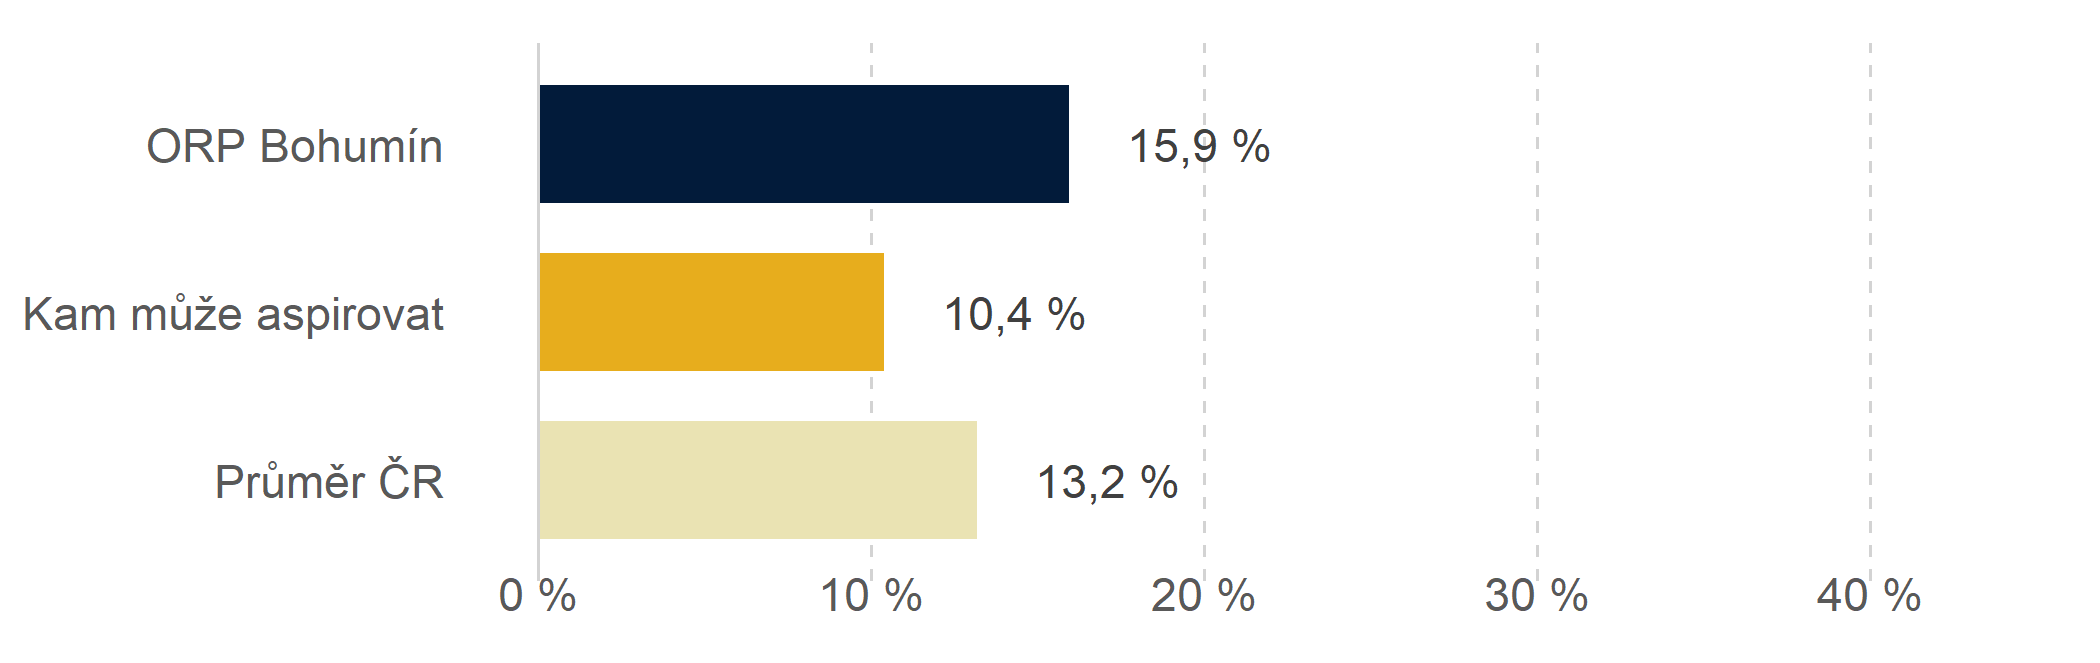 ORP Bohumín
15,9 %
Kam může aspirovat
10,4 %
Průměr ČR
13,2 %
0 %
10 %
20 %
30 %
40 %